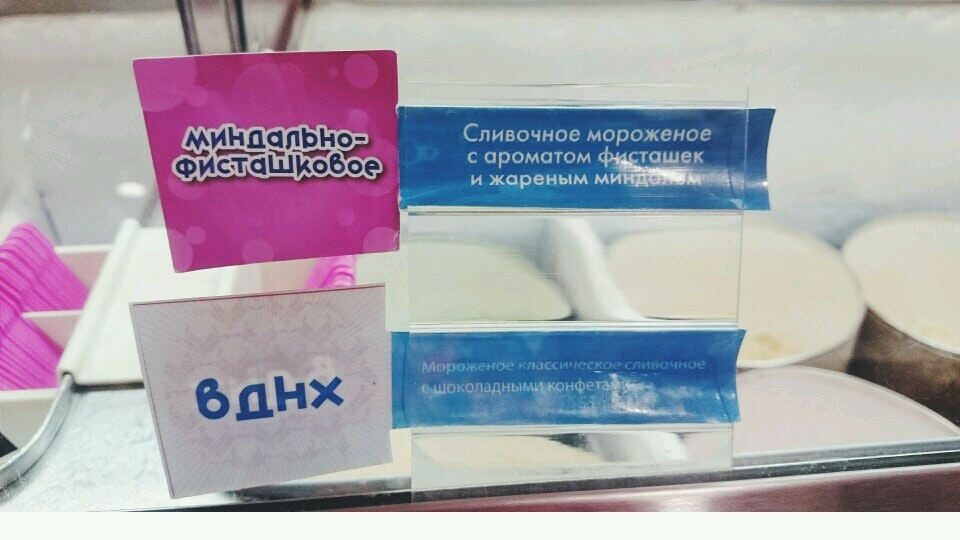 миндально-
фисташковое
Сливочное мороженое
с ароматом фисташек
и жареным миндалем
вднх
Мороженое классическое сливочное
с шоколадными конфетами